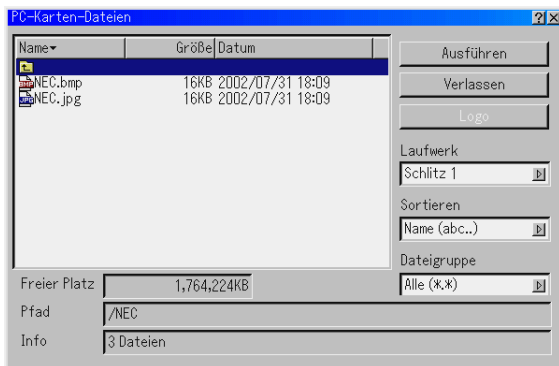 PC-Karten-Dateien
Name Größe Datum
NEC.bmp 16KB 2002/07/31 18:09
NEC.jpg 16KB 2002/07/31 18:09
Ausführen
Verlassen
Logo
Laufwerk
Schlitz 1
Sortieren
Name (abc..)
Dateigruppe
Alle (*.*)
Freier Platz 1,764,224KB
Pfad /NEC
Info 3 Dateien